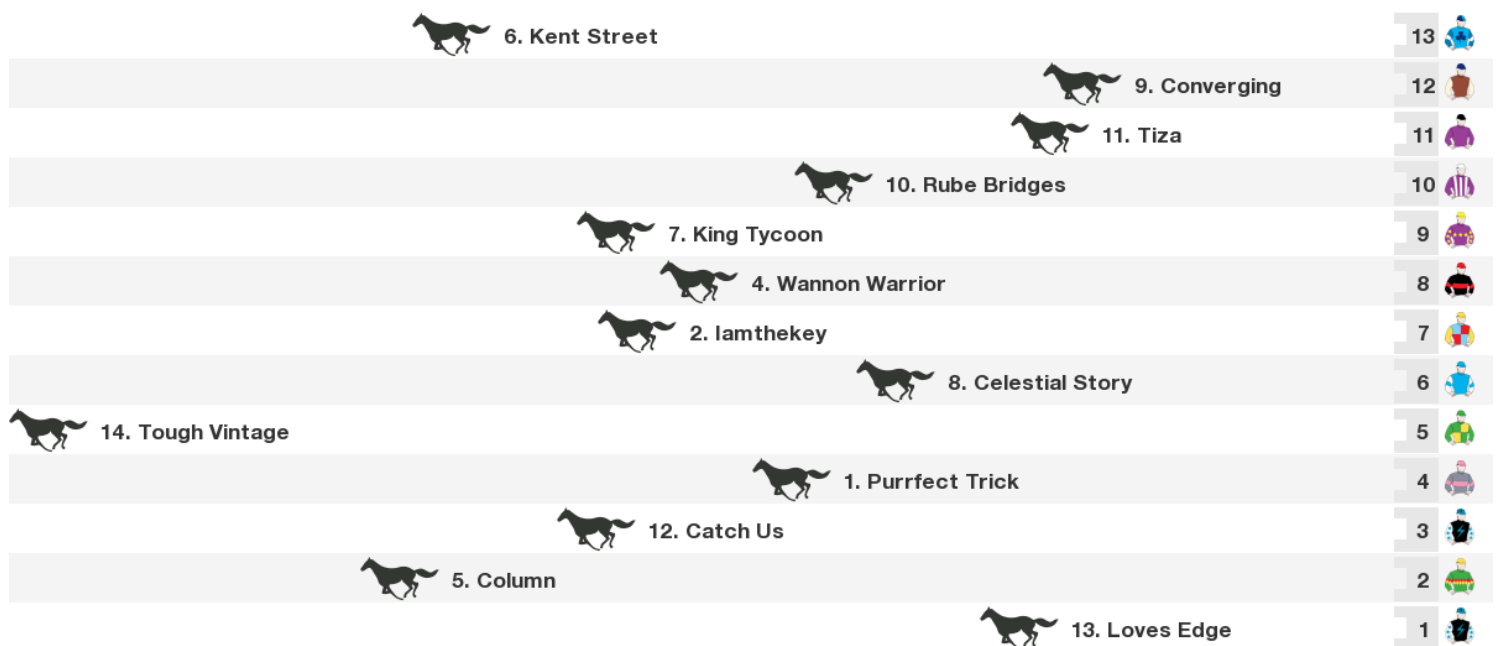 6. Kent Street 13
9. Converging 12
11. Tiza 11
10. Rube Bridges 10
7. King Tycoon 9
4. Wannon Warrior 8
2. Iamthekey 7
8. Celestial Story 6
14. Tough Vintage 5
1. Purrfect Trick 4
12. Catch Us 3
5. Column 2
13. Loves Edge 1